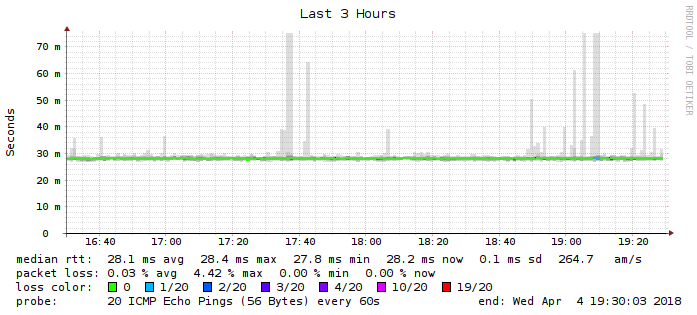 Last 3 Hours
RRDTOOL / TOBI OETIKER
Seconds
70 m
60 m
50 m
40 m
30 m
20 m
10 m
0
16:40 17:00 17:20 17:40 18:00 18:20 18:40 19:00 19:20
median rtt: 28.1 ms avg 28.4 ms max 27.8 ms min 28.2 ms now 0.1 ms sd 264.7 am/s
packet loss: 0.03 % avg 4.42 % max 0.00 % min 0.00 % now
loss color: 0 1/20 2/20 3/20 4/20 10/20 19/20
probe: 20 ICMP Echo Pings (56 Bytes) every 60s end: Wed Apr 4 19:30:03 2018